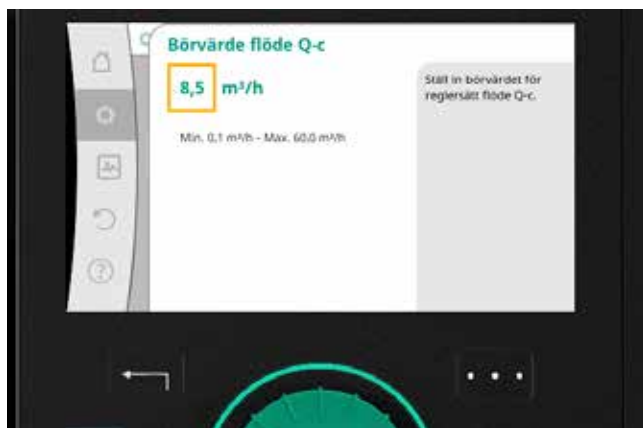 Börvärde flöde Q-c
8,5 m³/h
Min. 0,1 m³/h – Max. 60,0 m³/h
Ställ in börvärdet för
reglersätt flöde Q-c.